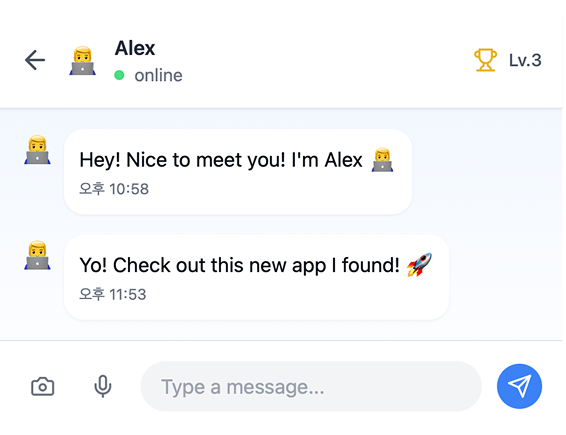 Alex
online
Lv.3
Hey! Nice to meet you! I'm Alex 👨‍💻
오후 10:58
Yo! Check out this new app I found! 🚀
오후 11:53
Type a message...